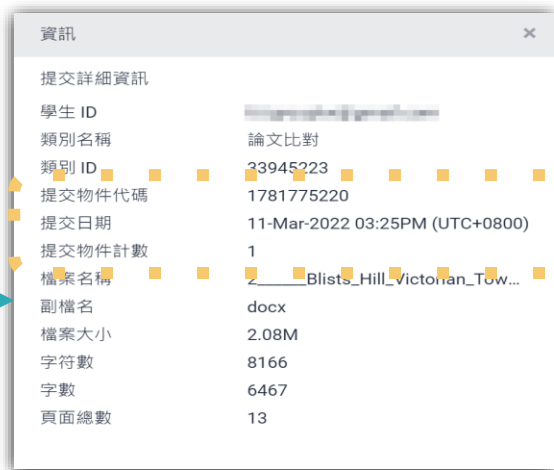 資訊 ×
提交詳細資訊
學生 ID
類別名稱 論文比對
類別 ID 33945223
提交物件代碼 1781775220
提交日期 11-Mar-2022 03:25PM (UTC+0800)
提交物件計數 1
檔案名稱 2______Blists_Hill_Victorian_Tow...
副檔名 docx
檔案大小 2.08M
字符數 8166
字數 6467
頁面總數 13